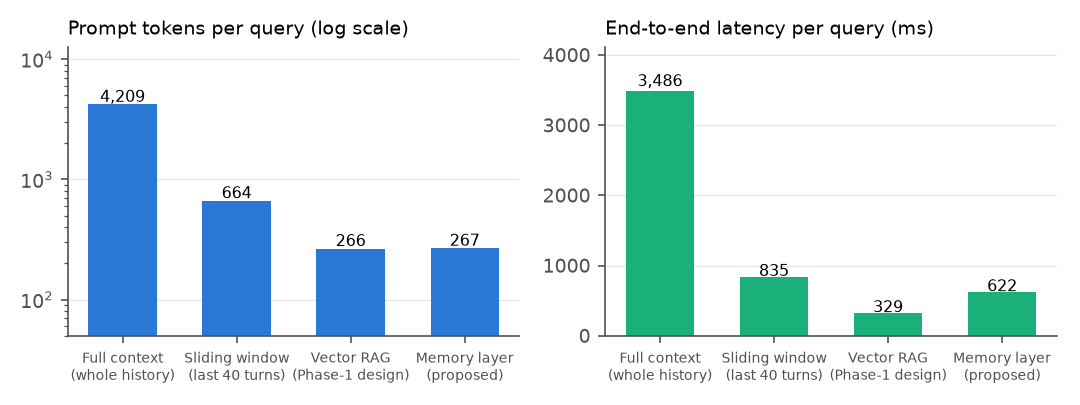 Prompt tokens per query (log scale)
10⁴
10³
10²
4,209
664
266
267
Full context
(whole history)
Sliding window
(last 40 turns)
Vector RAG
(Phase-1 design)
Memory layer
(proposed)
End-to-end latency per query (ms)
4000
3000
2000
1000
0
3,486
835
329
622
Full context
(whole history)
Sliding window
(last 40 turns)
Vector RAG
(Phase-1 design)
Memory layer
(proposed)